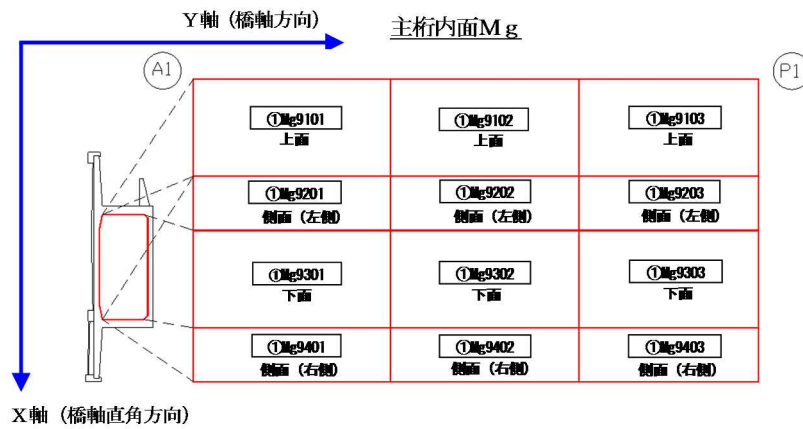 Y軸（橋軸方向）
主桁内面Mg
A1
P1
①Mg9101
上面
①Mg9102
上面
①Mg9103
上面
①Mg9201
側面（左側）
①Mg9202
側面（左側）
①Mg9203
側面（左側）
①Mg9301
下面
①Mg9302
下面
①Mg9303
下面
①Mg9401
側面（右側）
①Mg9402
側面（右側）
①Mg9403
側面（右側）
X軸（橋軸直角方向）